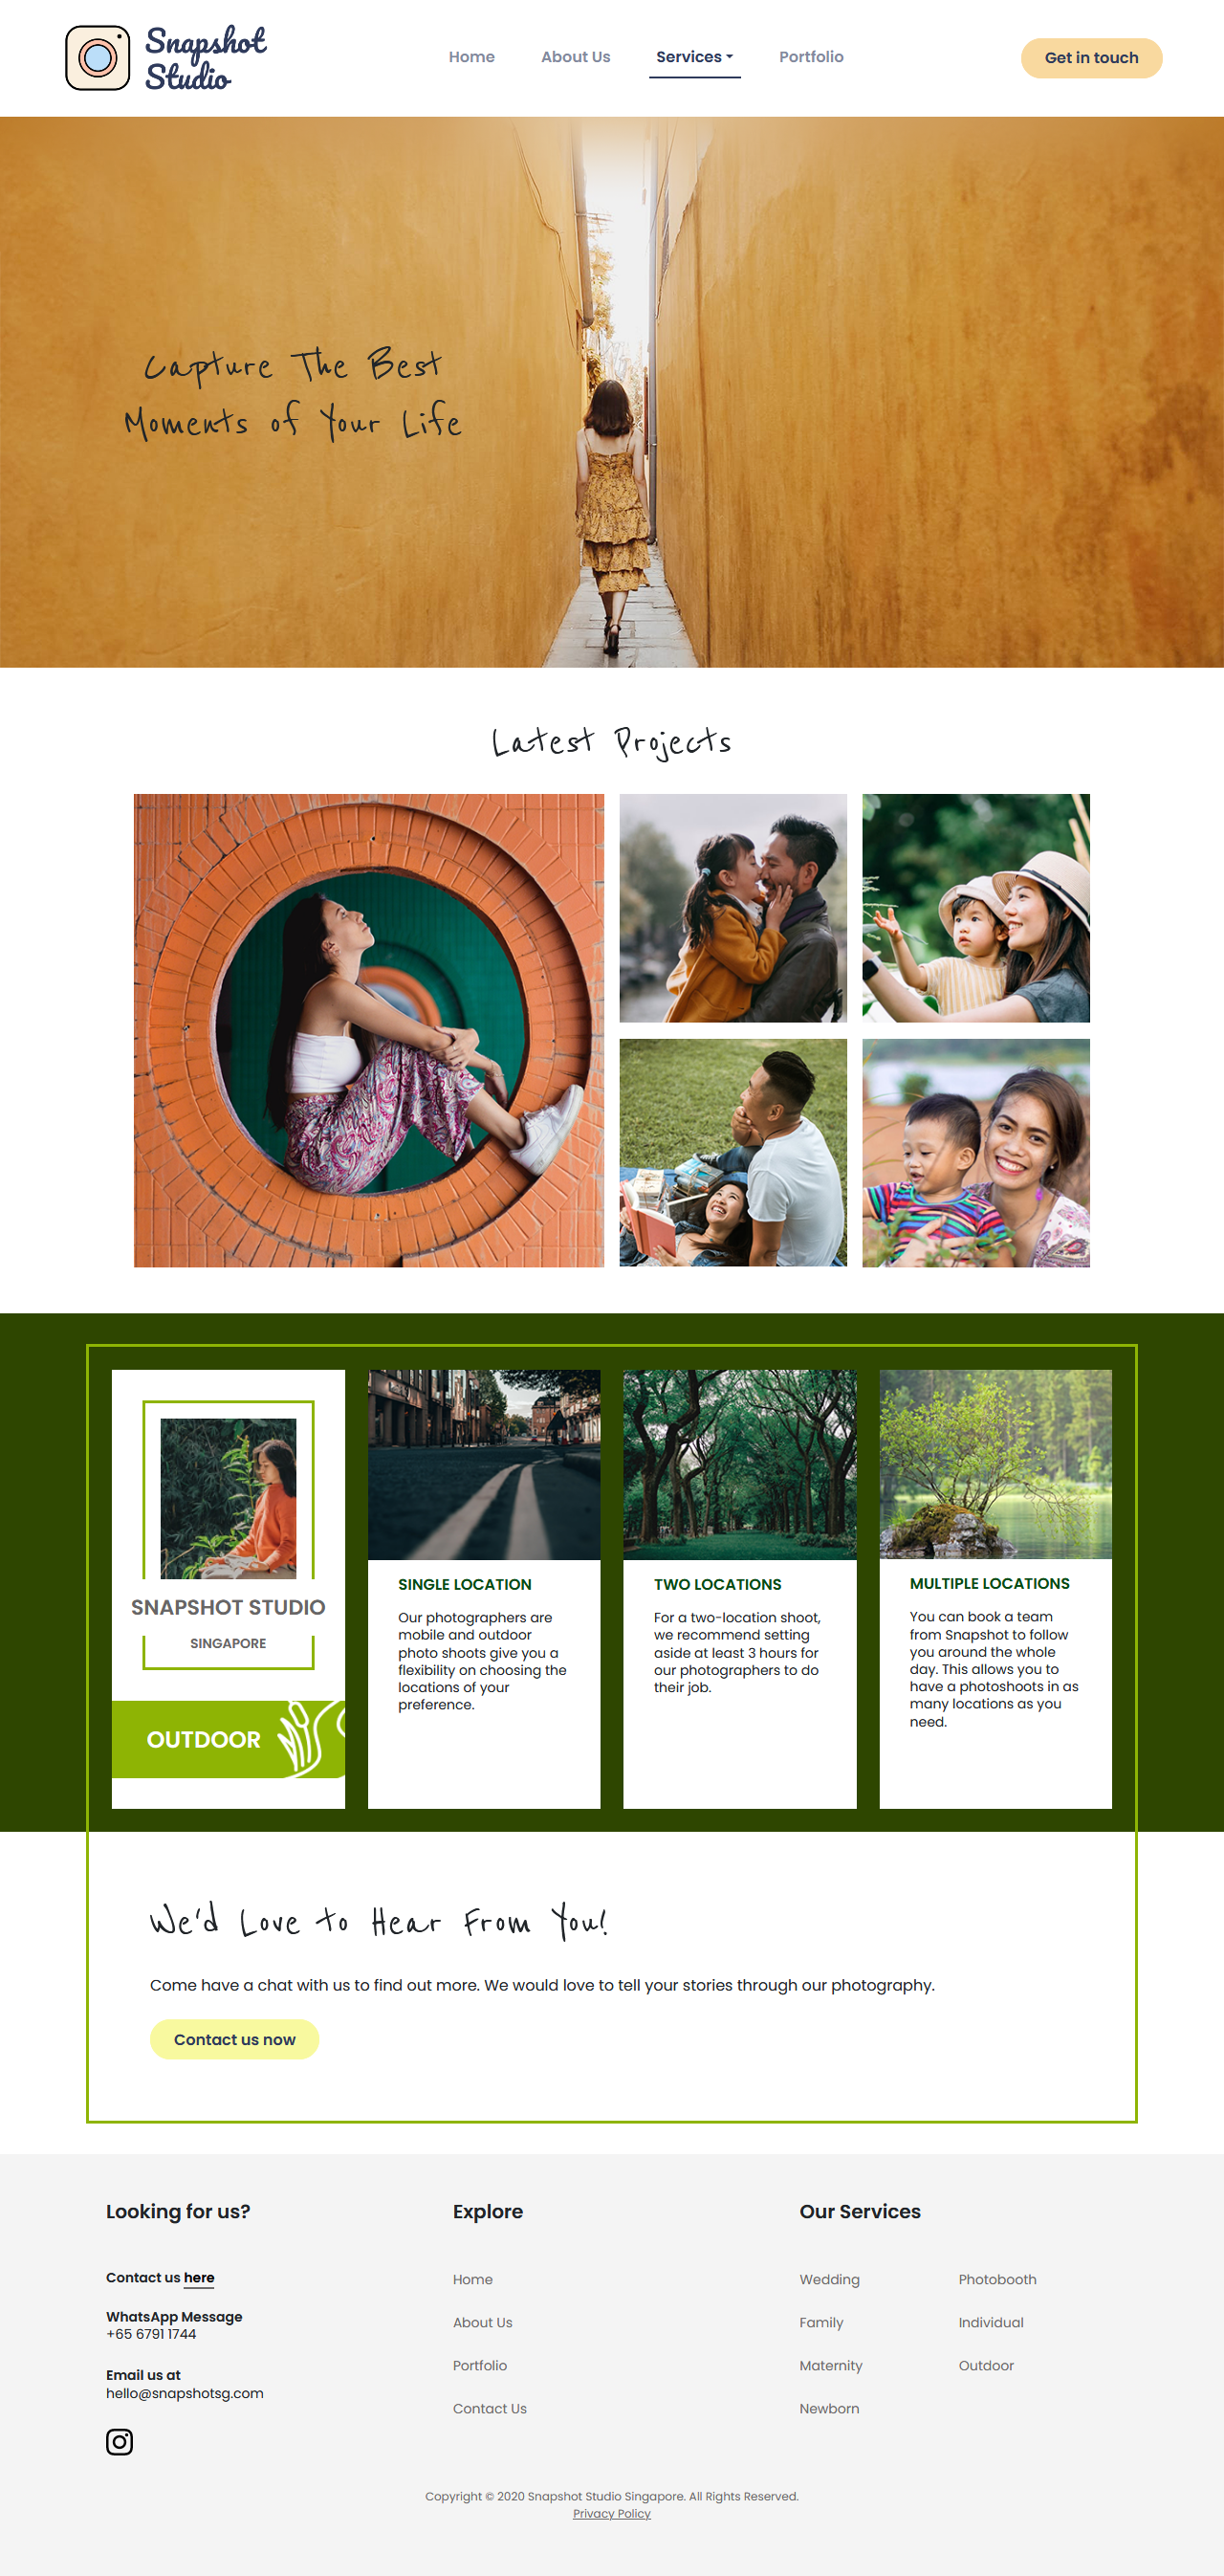 Snapshot
Studio
Home
About Us
Services
Portfolio
Get in touch
Capture The Best
Moments of Your Life
Latest Projects
SNAPSHOT STUDIO
SINGAPORE
OUTDOOR
SINGLE LOCATION
Our photographers are
mobile and outdoor
photo shoots give you a
flexibility on choosing the
locations of your
preference.
TWO LOCATIONS
For a two-location shoot,
we recommend setting
aside at least 3 hours for
our photographers to do
their job.
MULTIPLE LOCATIONS
You can book a team
from Snapshot to follow
you around the whole
day. This allows you to
have a photoshoots in as
many locations as you
need.
We'd Love to Hear From You!
Come have a chat with us to find out more. We would love to tell your stories through our photography.
Contact us now
Looking for us?
Contact us here
WhatsApp Message
+65 6791 1744
Email us at
hello@snapshotsg.com
Explore
Home
About Us
Portfolio
Contact Us
Our Services
Wedding
Family
Maternity
Newborn
Photobooth
Individual
Outdoor
Copyright © 2020 Snapshot Studio Singapore. All Rights Reserved.
Privacy Policy